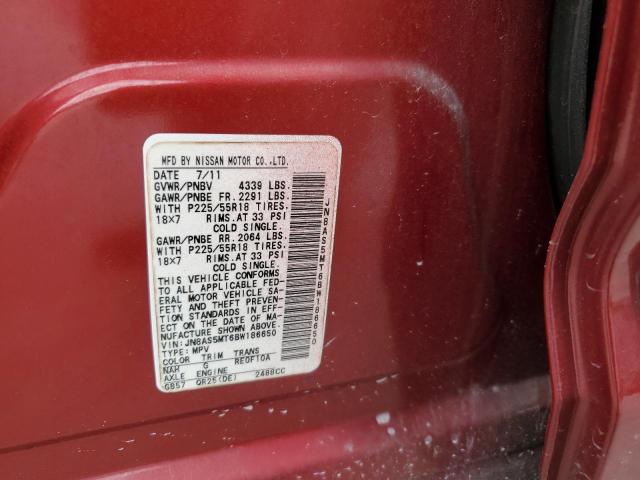 MFD BY NISSAN MOTOR CO.,LTD.
DATE 7/11
GVWR/PNBV 4339 LBS.
GAWR/PNBE FR. 2291 LBS.
WITH P225/55R18 TIRES.
18X7 RIMS.AT 33 PSI
COLD SINGLE.
GAWR/PNBE RR. 2064 LBS.
WITH P225/55R18 TIRES.
18X7 RIMS.AT 33 PSI
COLD SINGLE.
THIS VEHICLE CONFORMS
TO ALL APPLICABLE FED-
ERAL MOTOR VEHICLE SA-
FETY AND THEFT PREVEN-
TION STANDARDS IN EFF-
ECT ON THE DATE OF MA-
NUFACTURE SHOWN ABOVE.
VIN:JN8AS5MT6BW186650
TYPE:MPV
COLOR TRIM TRANS
NAH G RE0F10A
AXLE ENGINE
GB57 QR25(DE) 2488CC
JN8AS5MT6BW186650